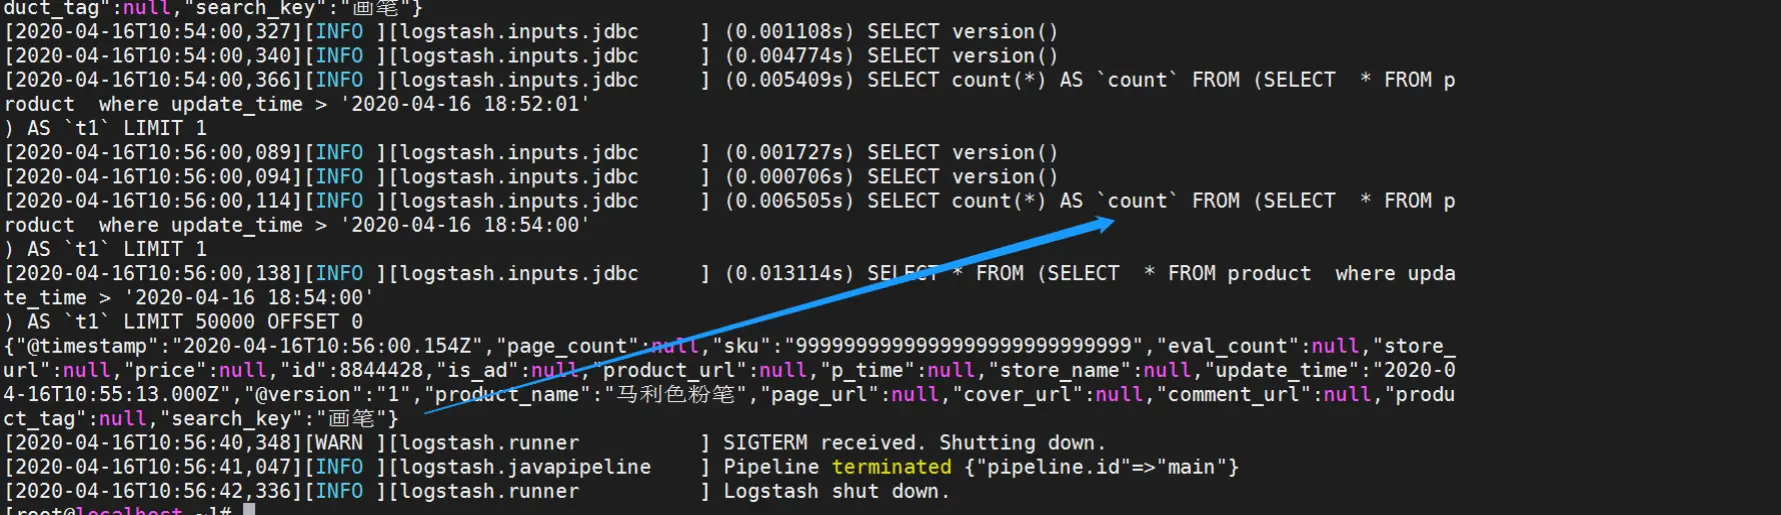 duct_tag":null,"search_key":"画笔"}
[2020-04-16T10:54:00,327][INFO ][logstash.inputs.jdbc     ] (0.001108s) SELECT version()
[2020-04-16T10:54:00,340][INFO ][logstash.inputs.jdbc     ] (0.004774s) SELECT version()
[2020-04-16T10:54:00,366][INFO ][logstash.inputs.jdbc     ] (0.005409s) SELECT count(*) AS `count` FROM (SELECT  * FROM p
roduct  where update_time > '2020-04-16 18:52:01'
) AS `t1` LIMIT 1
[2020-04-16T10:56:00,089][INFO ][logstash.inputs.jdbc     ] (0.001727s) SELECT version()
[2020-04-16T10:56:00,094][INFO ][logstash.inputs.jdbc     ] (0.000706s) SELECT version()
[2020-04-16T10:56:00,114][INFO ][logstash.inputs.jdbc     ] (0.006505s) SELECT count(*) AS `count` FROM (SELECT  * FROM p
roduct  where update_time > '2020-04-16 18:54:00'
) AS `t1` LIMIT 1
[2020-04-16T10:56:00,138][INFO ][logstash.inputs.jdbc     ] (0.013114s) SELECT * FROM (SELECT  * FROM product  where upda
te_time > '2020-04-16 18:54:00'
) AS `t1` LIMIT 50000 OFFSET 0
{"@timestamp":"2020-04-16T10:56:00.154Z","page_count":null,"sku":"9999999999999999999999999999","eval_count":null,"store_
url":null,"price":null,"id":8844428,"is_ad":null,"product_url":null,"p_time":null,"store_name":null,"update_time":"2020-0
4-16T10:55:13.000Z","@version":"1","product_name":"马利色粉笔","page_url":null,"cover_url":null,"comment_url":null,"produ
ct_tag":null,"search_key":"画笔"}
[2020-04-16T10:56:40,348][WARN ][logstash.runner          ] SIGTERM received. Shutting down.
[2020-04-16T10:56:41,047][INFO ][logstash.javapipeline    ] Pipeline terminated {"pipeline.id"=>"main"}
[2020-04-16T10:56:42,336][INFO ][logstash.runner          ] Logstash shut down.
[root@localhost ~]#